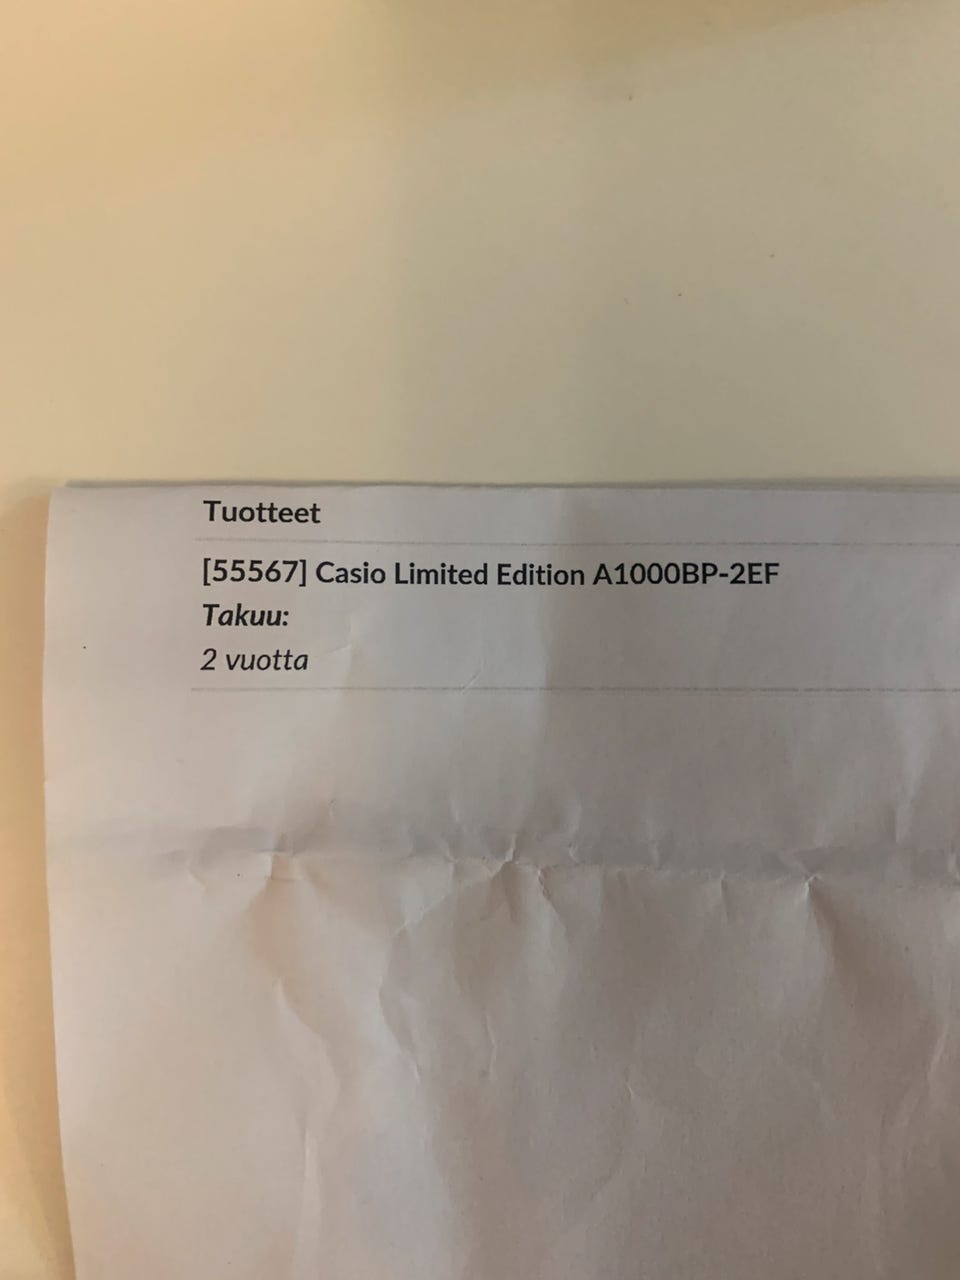 Tuotteet
[55567] Casio Limited Edition A1000BP-2EF
Takuu:
2 vuotta